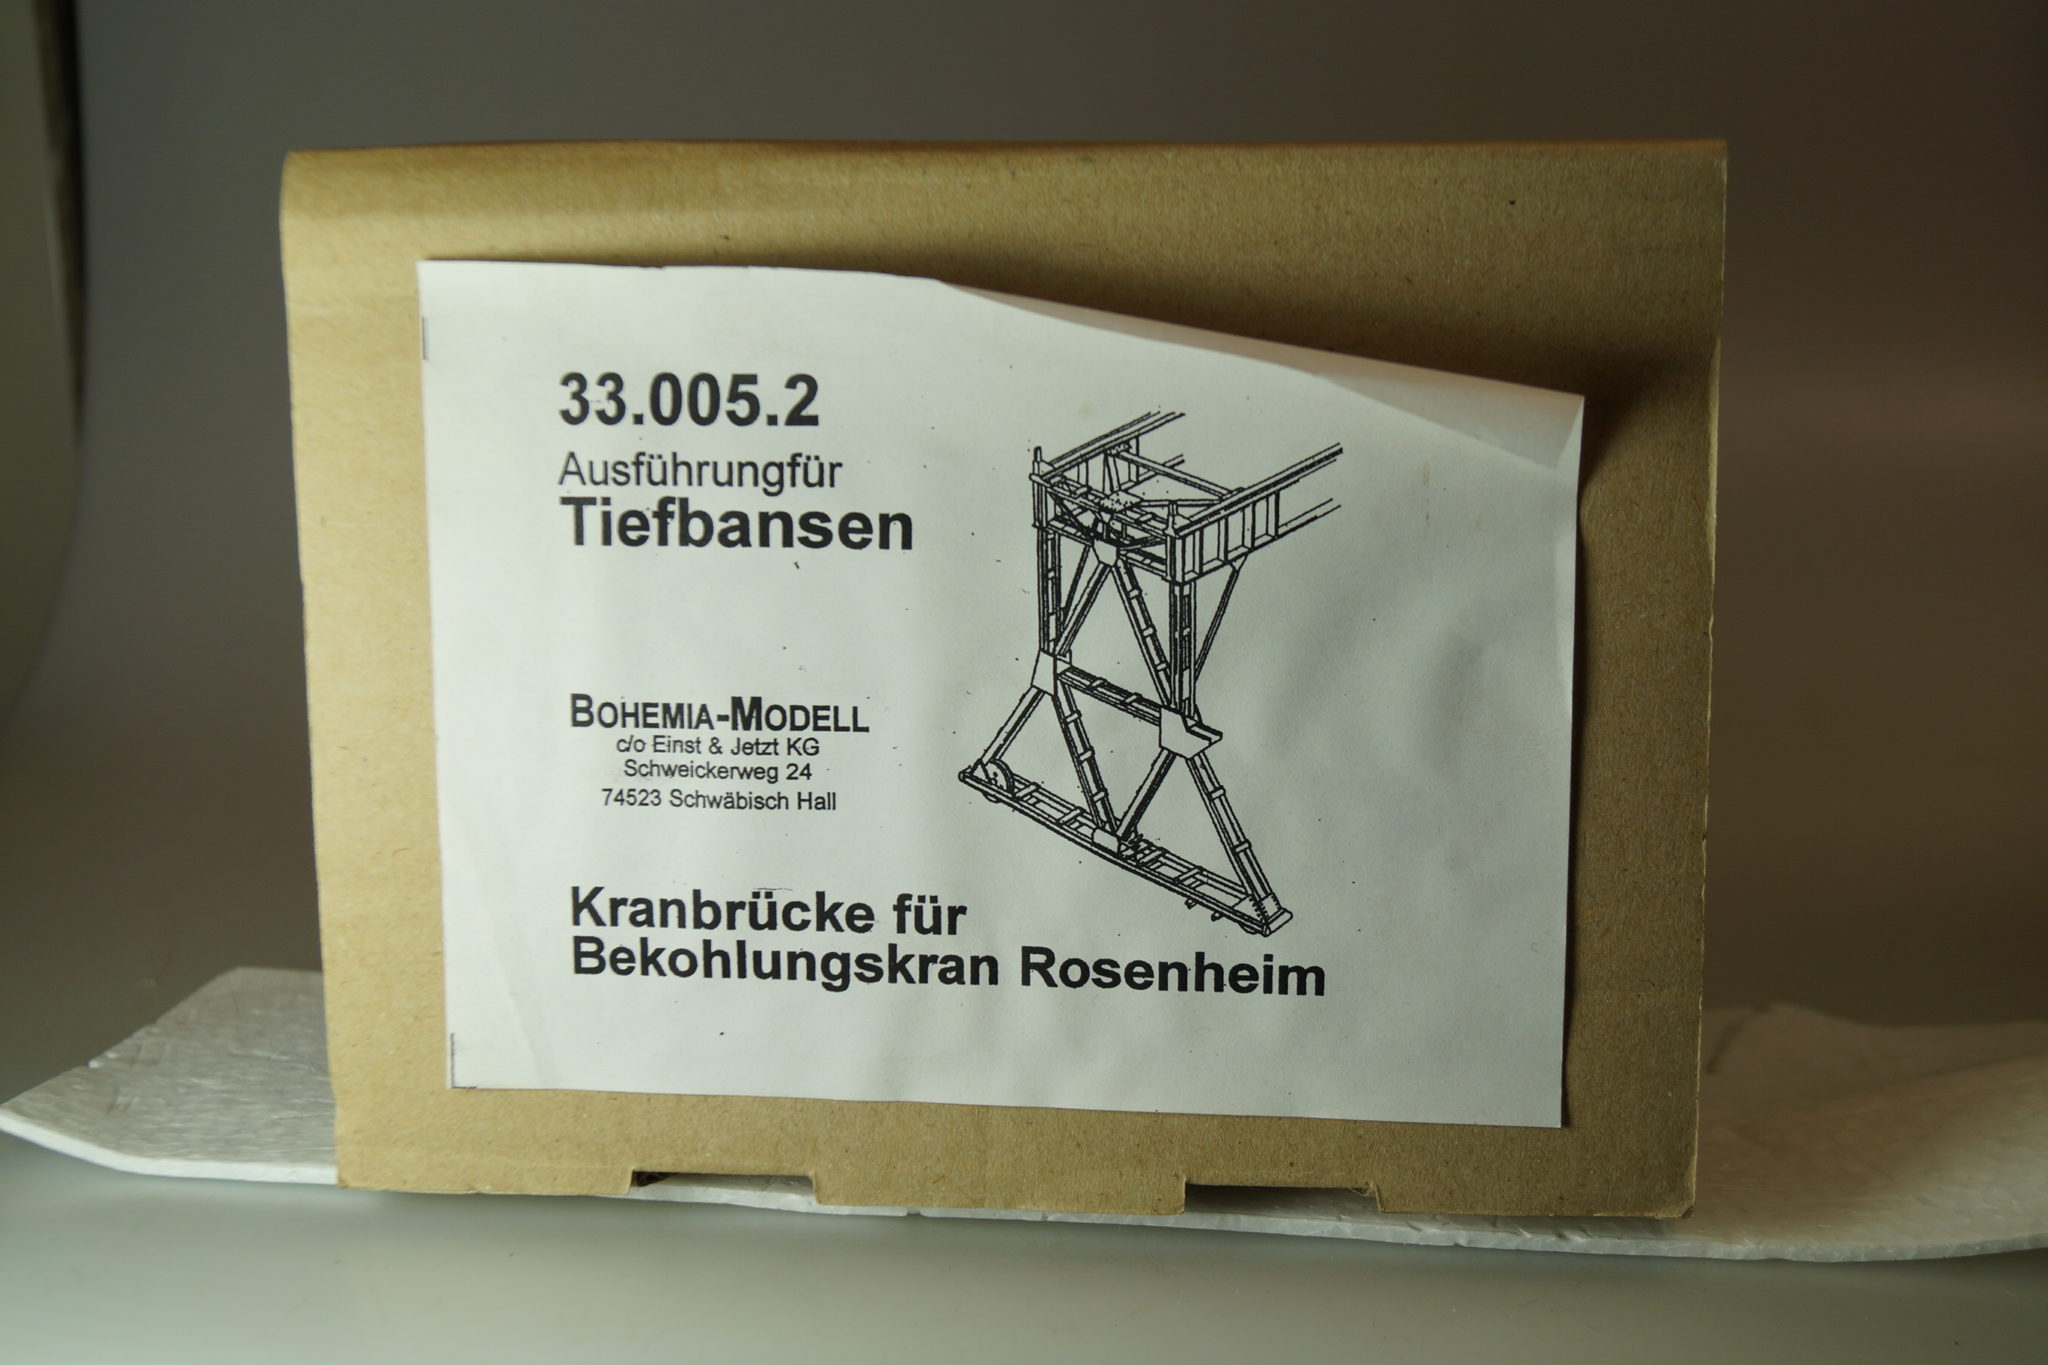 33.005.2
Ausführungfür
Tiefbansen
BOHEMIA-MODELL
c/o Einst & Jetzt KG
Schweickerweg 24
74523 Schwäbisch Hall
Kranbrücke für
Bekohlungskran Rosenheim